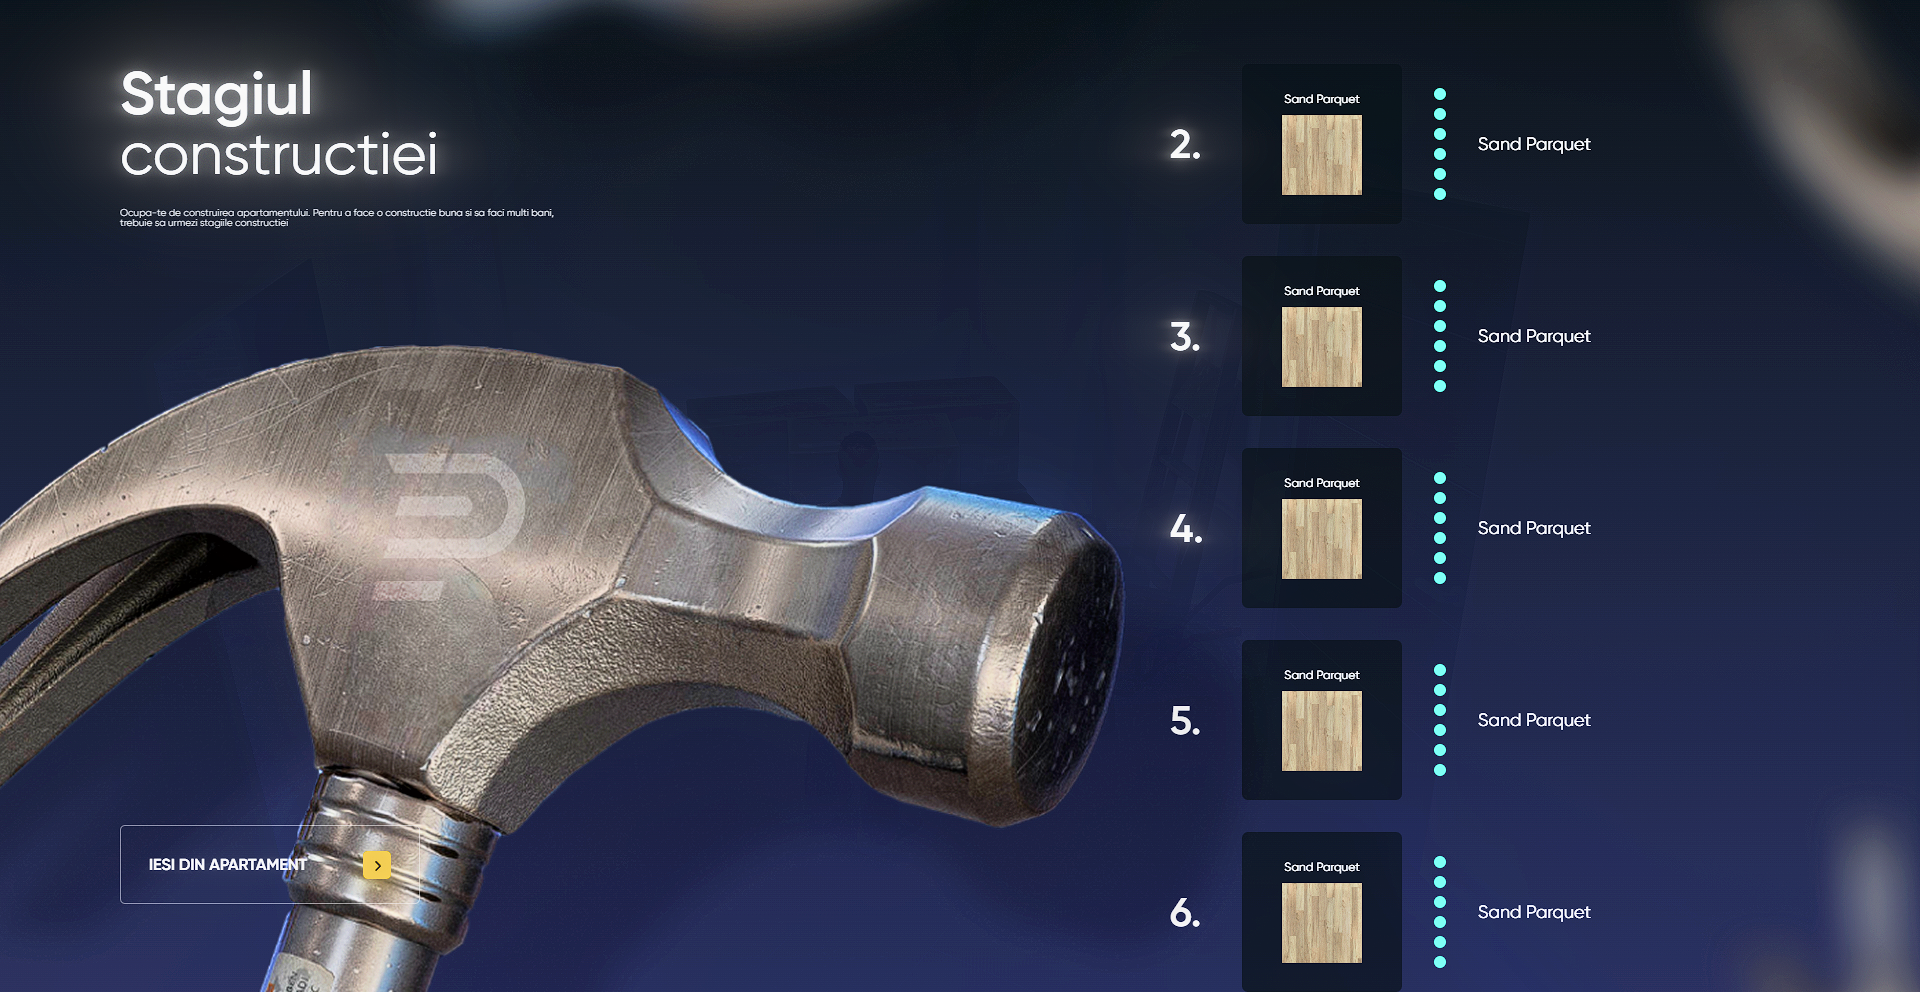 Stagiul
constructiei
Ocupa-te de construirea apartamentului. Pentru a face o constructie buna si sa faci multi bani,
trebuie sa urmezi stagiile constructiei
IESI DIN APARTAMENT
2.
Sand Parquet
Sand Parquet
3.
Sand Parquet
Sand Parquet
4.
Sand Parquet
Sand Parquet
5.
Sand Parquet
Sand Parquet
6.
Sand Parquet
Sand Parquet